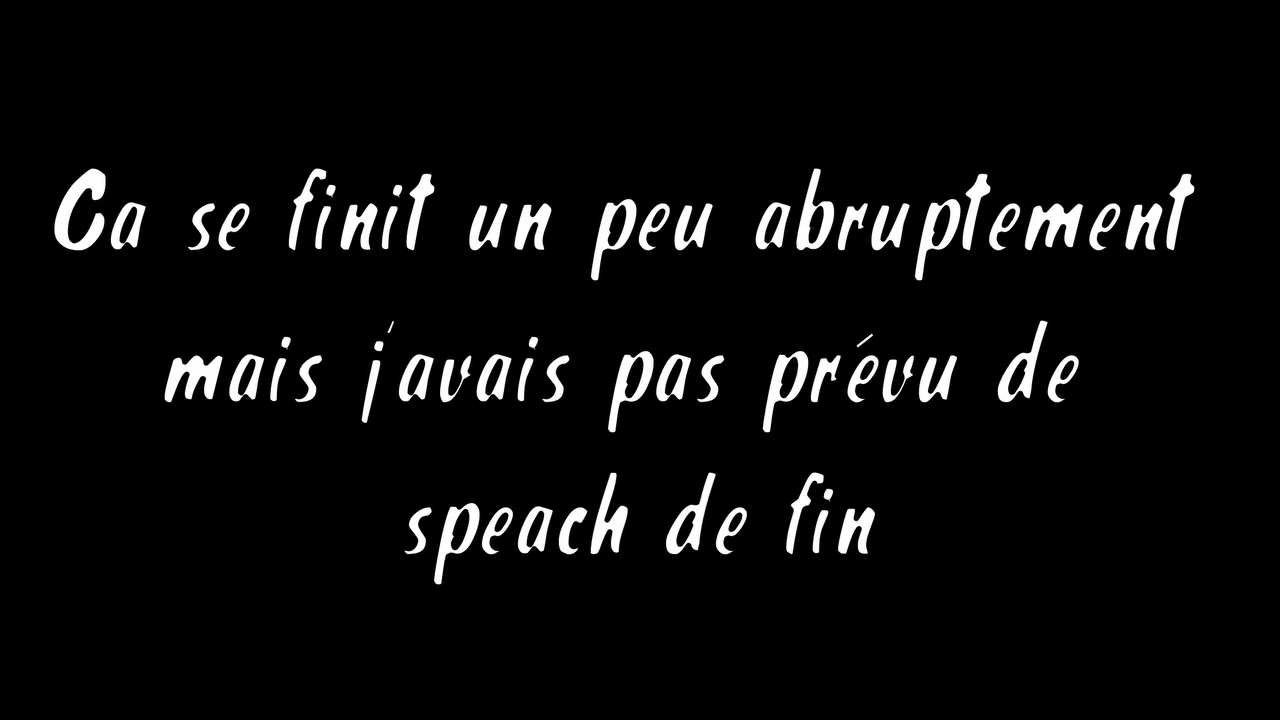 Ca se finit un peu abruptement
mais j'avais pas prévu de
speach de fin